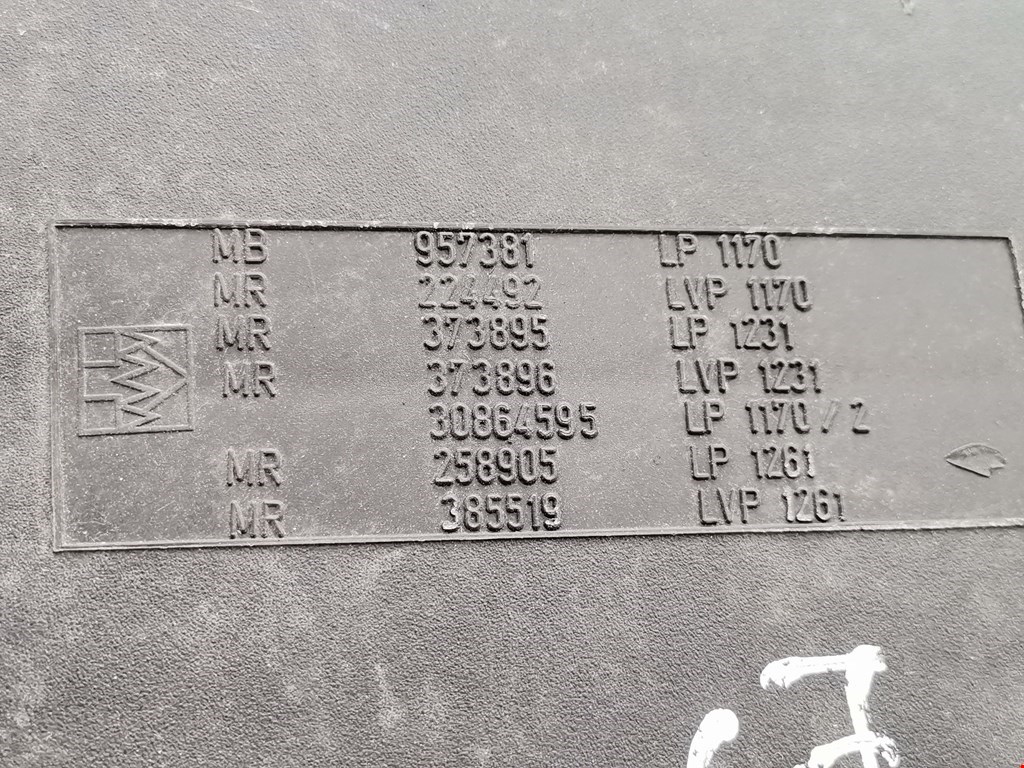 MB 957381 LP 1170
MR 224492 LVP 1170
MR 373895 LP 1231
MR 373896 LVP 1231
30864595 LP 1170 / 2
MR 258905 LP 1261
MR 385519 LVP 1261